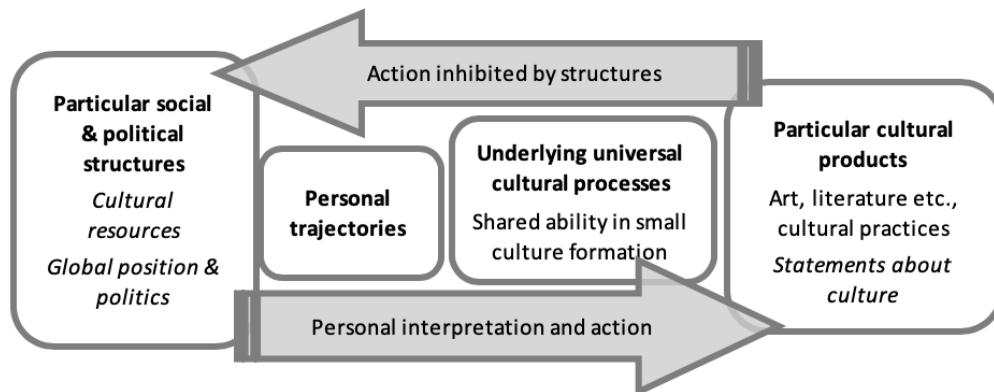 Action inhibited by structures
Particular social
& political
structures
Cultural
resources
Global position &
politics
Personal
trajectories
Underlying universal
cultural processes
Shared ability in small
culture formation
Particular cultural
products
Art, literature etc.,
cultural practices
Statements about
culture
Personal interpretation and action